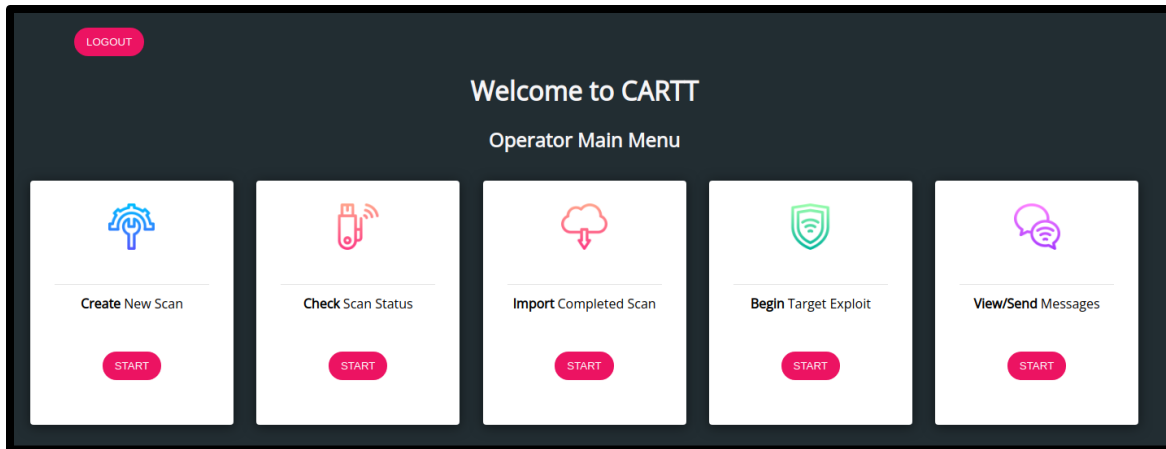 LOGOUT
Welcome to CARTT
Operator Main Menu
Create New Scan
START
Check Scan Status
START
Import Completed Scan
START
Begin Target Exploit
START
View/Send Messages
START